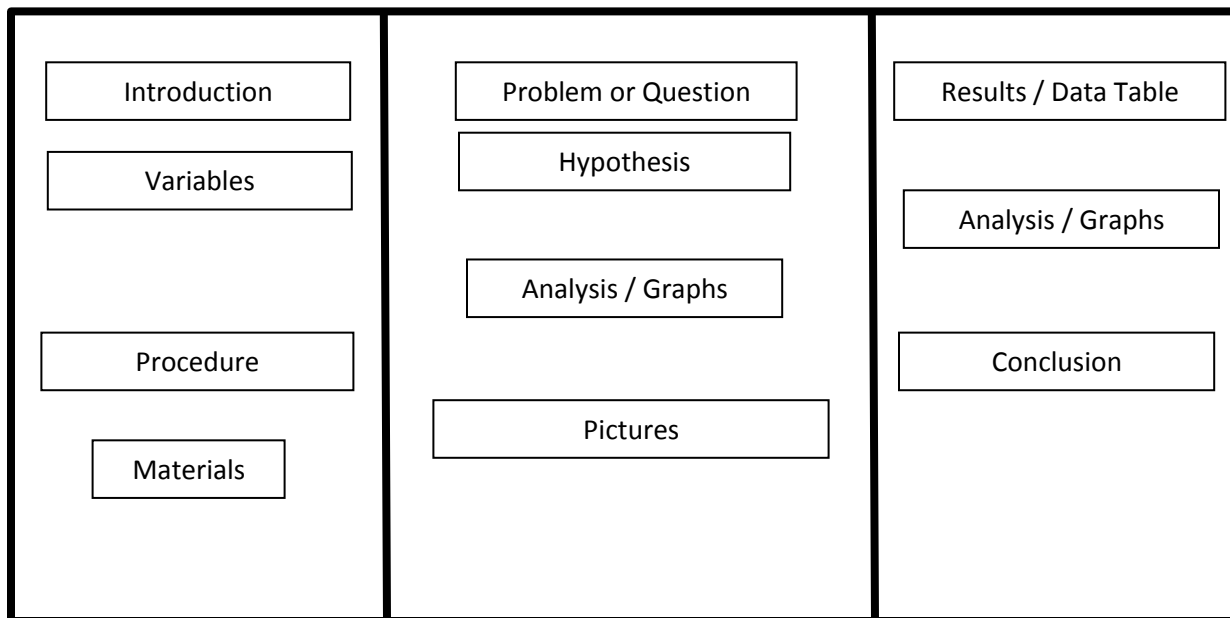 Introduction
Variables
Procedure
Materials
Problem or Question
Hypothesis
Analysis / Graphs
Pictures
Results / Data Table
Analysis / Graphs
Conclusion